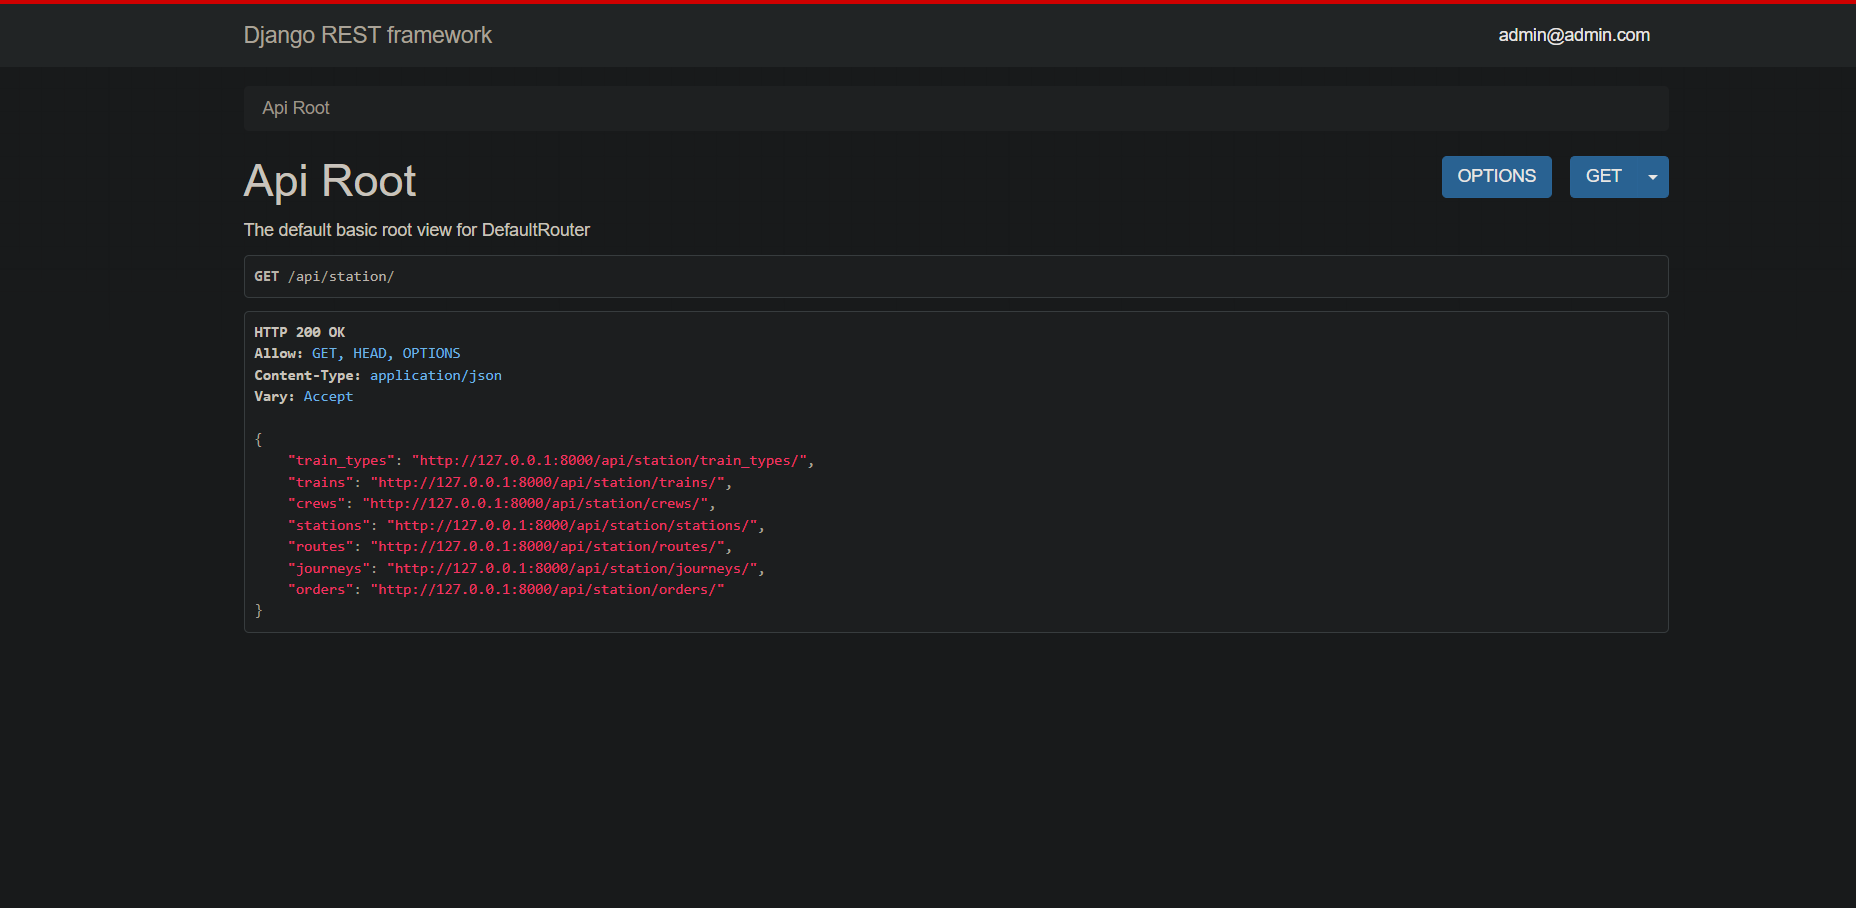 Django REST framework
admin@admin.com
Api Root
Api Root
OPTIONS
GET
The default basic root view for DefaultRouter
GET /api/station/
HTTP 200 OK
Allow: GET, HEAD, OPTIONS
Content-Type: application/json
Vary: Accept
{
    "train_types": "http://127.0.0.1:8000/api/station/train_types/",
    "trains": "http://127.0.0.1:8000/api/station/trains/",
    "crews": "http://127.0.0.1:8000/api/station/crews/",
    "stations": "http://127.0.0.1:8000/api/station/stations/",
    "routes": "http://127.0.0.1:8000/api/station/routes/",
    "journeys": "http://127.0.0.1:8000/api/station/journeys/",
    "orders": "http://127.0.0.1:8000/api/station/orders/"
}